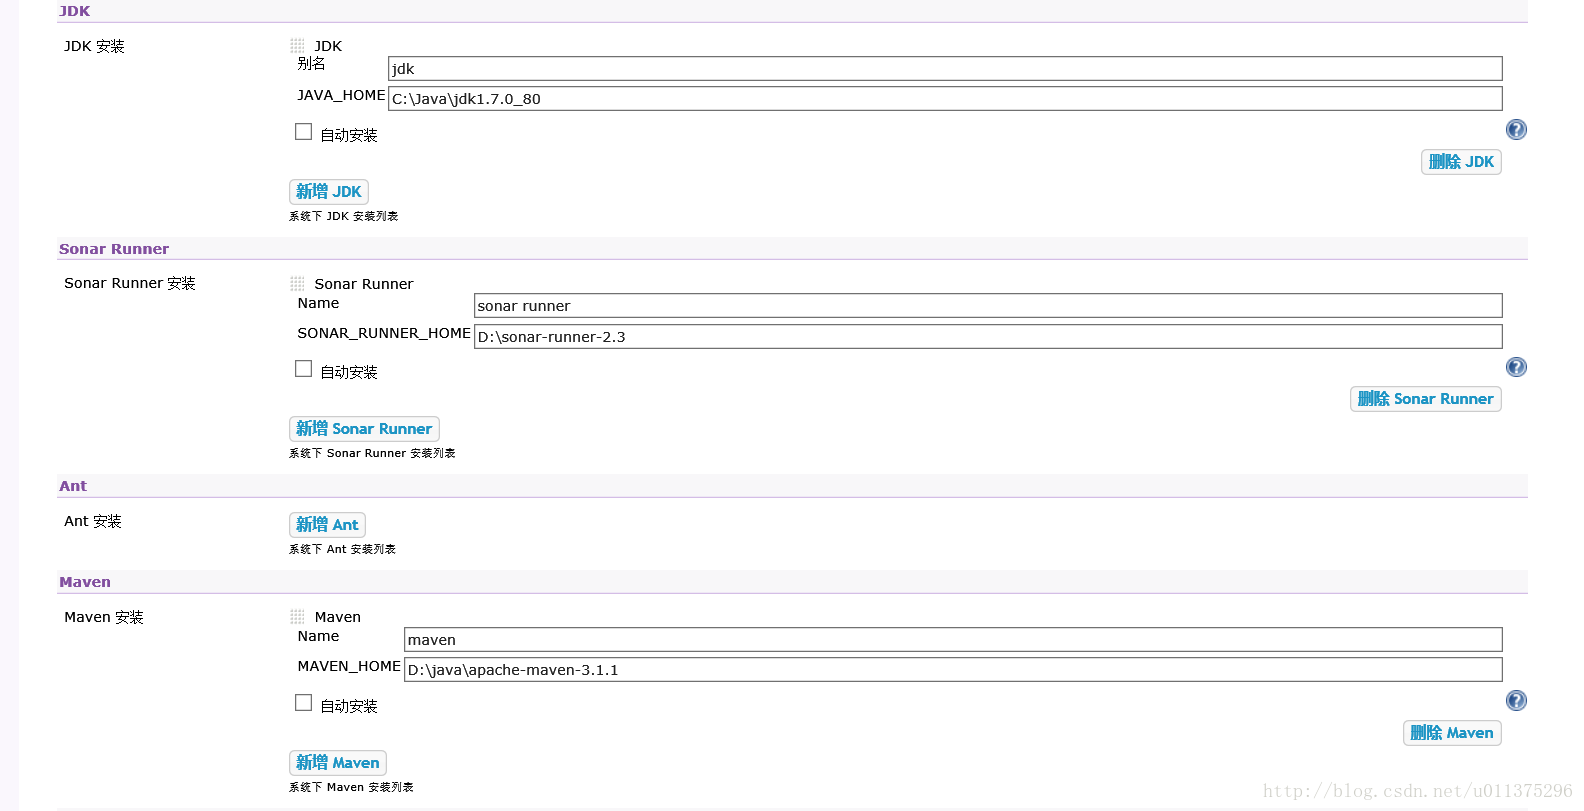 JDK
JDK 安装
JDK
别名
jdk
JAVA_HOME
C:\Java\jdk1.7.0_80
自动安装
删除 JDK
新增 JDK
系统下 JDK 安装列表
Sonar Runner
Sonar Runner 安装
Sonar Runner
Name
sonar runner
SONAR_RUNNER_HOME
D:\sonar-runner-2.3
自动安装
删除 Sonar Runner
新增 Sonar Runner
系统下 Sonar Runner 安装列表
Ant
Ant 安装
新增 Ant
系统下 Ant 安装列表
Maven
Maven 安装
Maven
Name
maven
MAVEN_HOME
D:\java\apache-maven-3.1.1
自动安装
删除 Maven
新增 Maven
系统下 Maven 安装列表
http://blog.csdn.net/u011375296